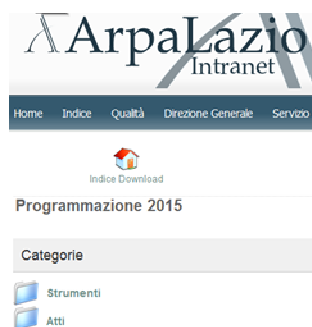 ArpaLazio
Intranet
Home Indice Qualità Direzione Generale Servizio
Indice Download
Programmazione 2015
Categorie
Strumenti
Atti